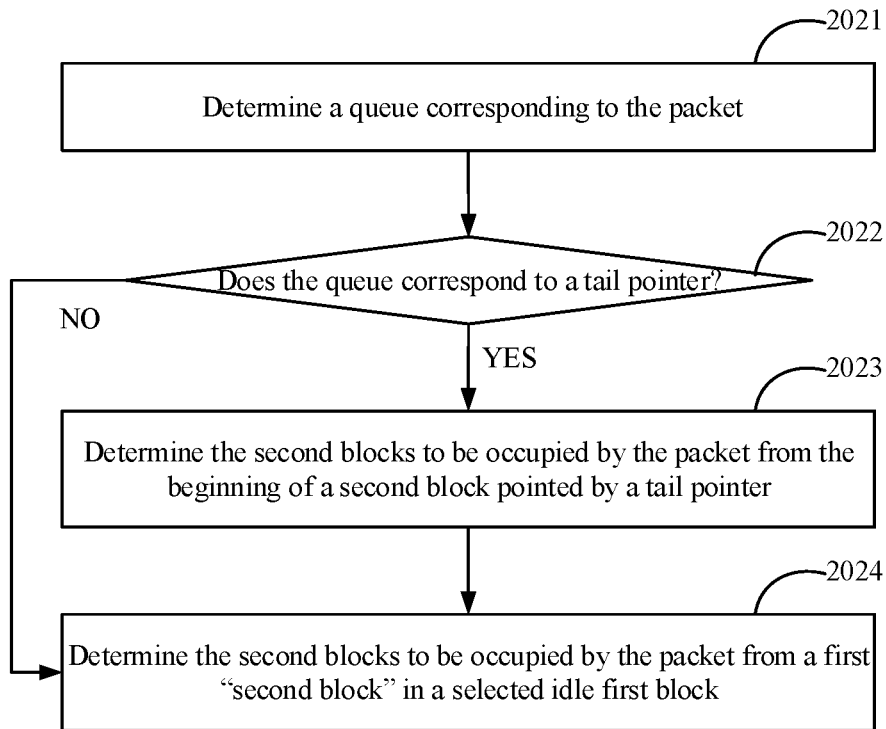 2021
Determine a queue corresponding to the packet
2022
Does the queue correspond to a tail pointer?
NO
YES
2023
Determine the second blocks to be occupied by the packet from the
beginning of a second block pointed by a tail pointer
2024
Determine the second blocks to be occupied by the packet from a first
“second block” in a selected idle first block